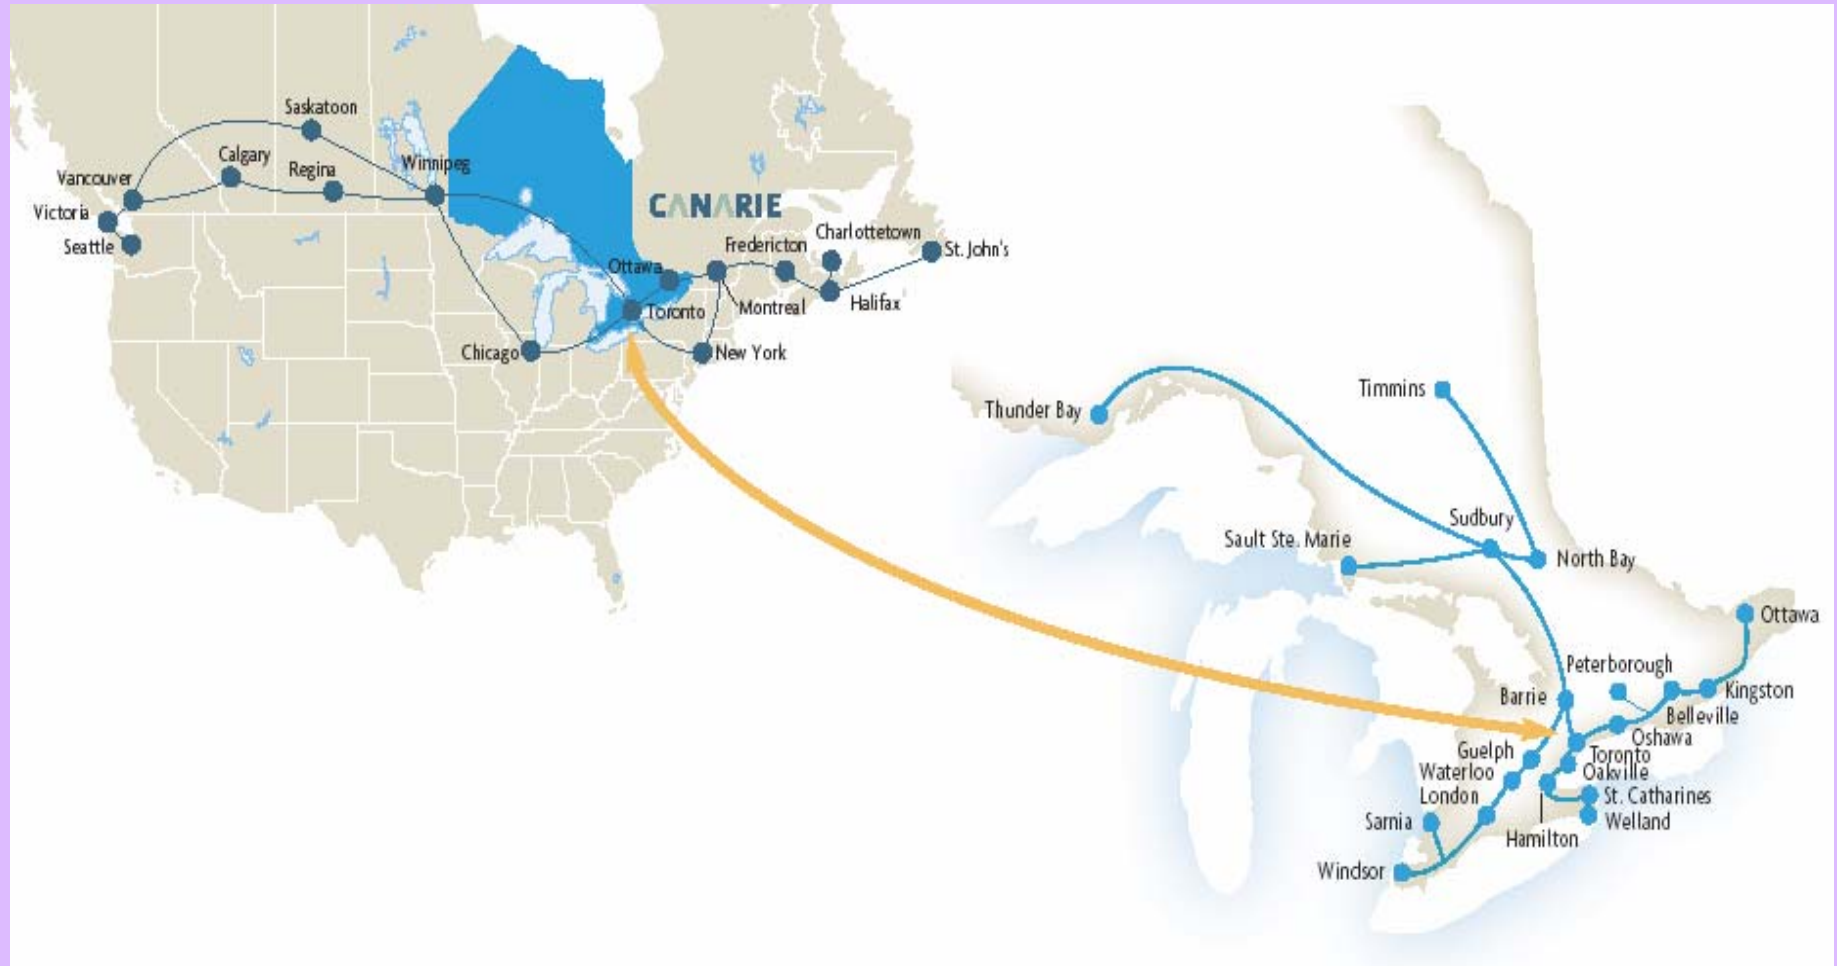 Saskatoon
Calgary
Regina
Winnipeg
Vancouver
Victoria
Seattle
CANARIE
Charlottetown
Fredericton
St. John's
Ottawa
Halifax
Montreal
Toronto
Chicago
New York
Timmins
Thunder Bay
Sudbury
Sault Ste. Marie
North Bay
Ottawa
Peterborough
Barrie
Kingston
Belleville
Oshawa
Guelph
Toronto
Waterloo
Oakville
London
St. Catharines
Sarnia
Welland
Hamilton
Windsor